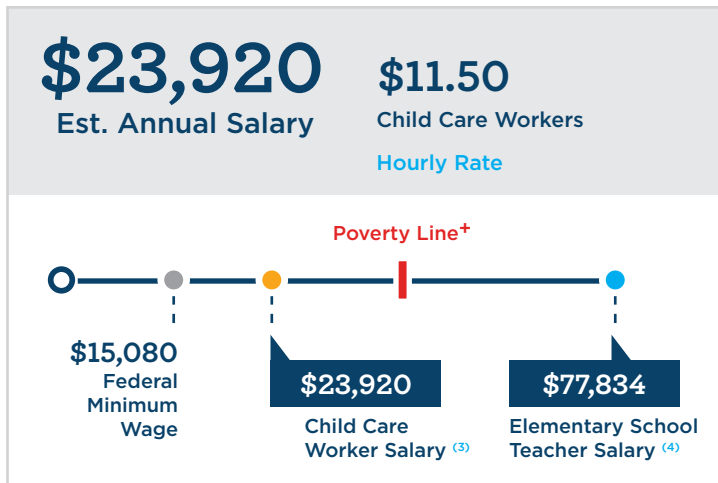 $23,920
Est. Annual Salary
$11.50
Child Care Workers
Hourly Rate
Poverty Line+
$15,080
Federal
Minimum
Wage
$23,920
Child Care
Worker Salary (3)
$77,834
Elementary School
Teacher Salary (4)